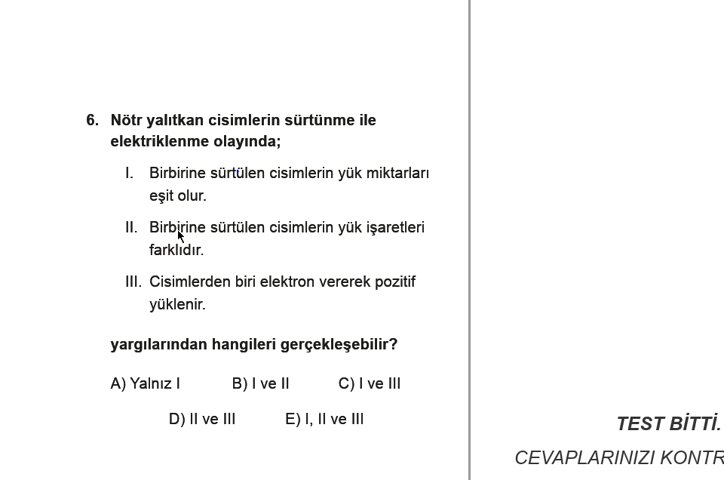 6. Nötr yalıtkan cisimlerin sürtünme ile
elektriklenme olayında;
I. Birbirine sürtülen cisimlerin yük miktarları
eşit olur.
II. Birbirine sürtülen cisimlerin yük işaretleri
farklıdır.
III. Cisimlerden biri elektron vererek pozitif
yüklenir.
yargılarından hangileri gerçekleşebilir?
A) Yalnız I B) I ve II C) I ve III
D) II ve III E) I, II ve III
TEST BİTTİ.
CEVAPLARINIZI KONTR